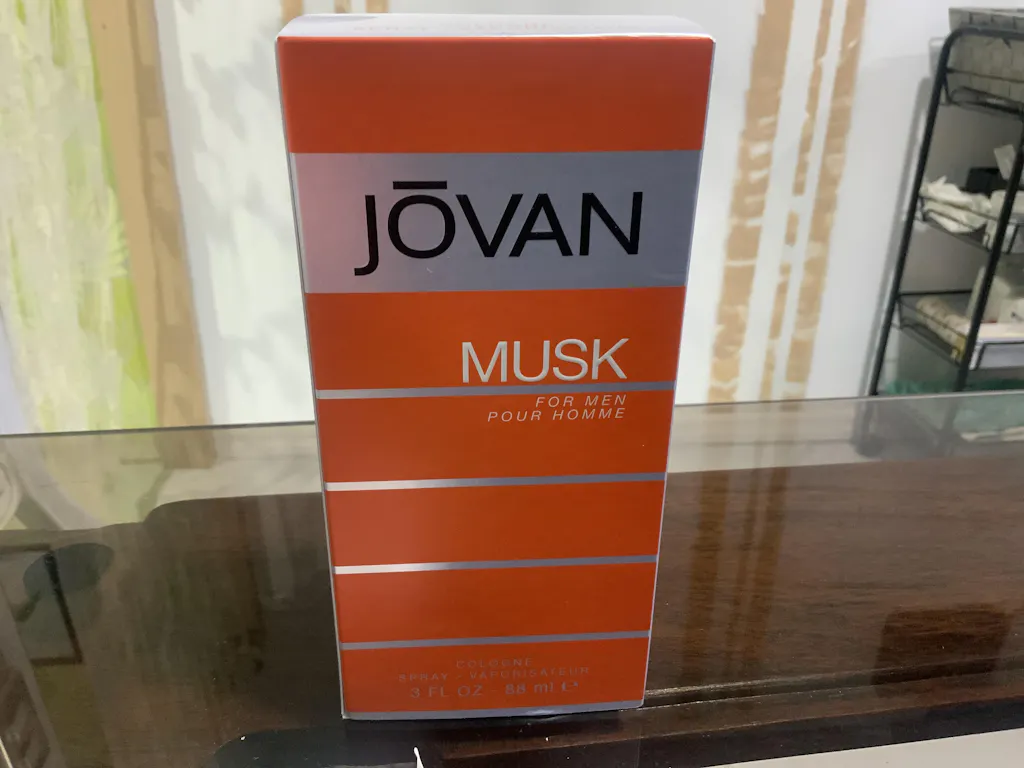 JŌVAN
MUSK
FOR MEN
POUR HOMME
COLOGNE
SPRAY - VAPORISATEUR
3 FL OZ - 88 ml ℮